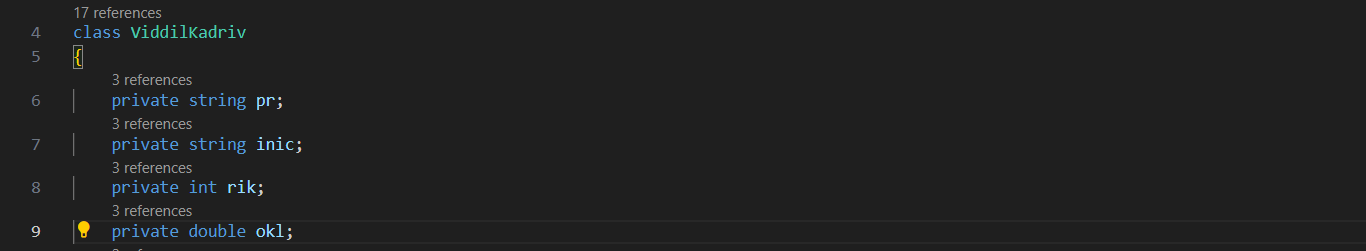 17 references
4 class ViddilKadriv
5 {
3 references
6 private string pr;
3 references
7 private string inic;
3 references
8 private int rik;
3 references
9 private double okl;